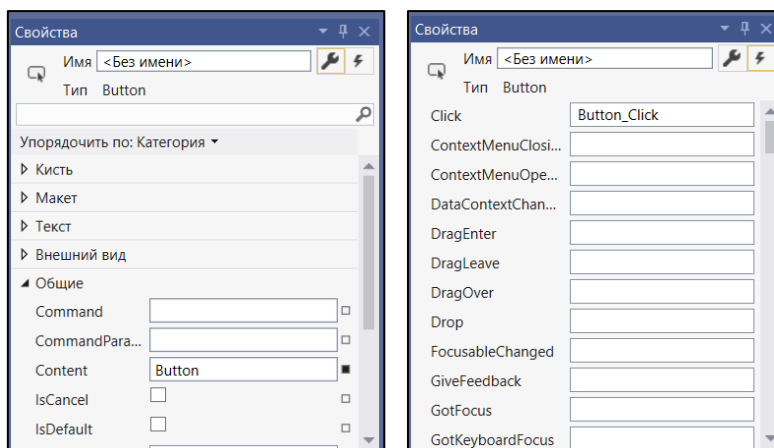 Свойства
Имя <Без имени>
Тип Button
Упорядочить по: Категория
Кисть
Макет
Текст
Внешний вид
Общие
Command
CommandPara...
Content Button
IsCancel
IsDefault
Свойства
Имя <Без имени>
Тип Button
Click Button_Click
ContextMenuClosi...
ContextMenuOpe...
DataContextChan...
DragEnter
DragLeave
DragOver
Drop
FocusableChanged
GiveFeedback
GotFocus
GotKeyboardFocus